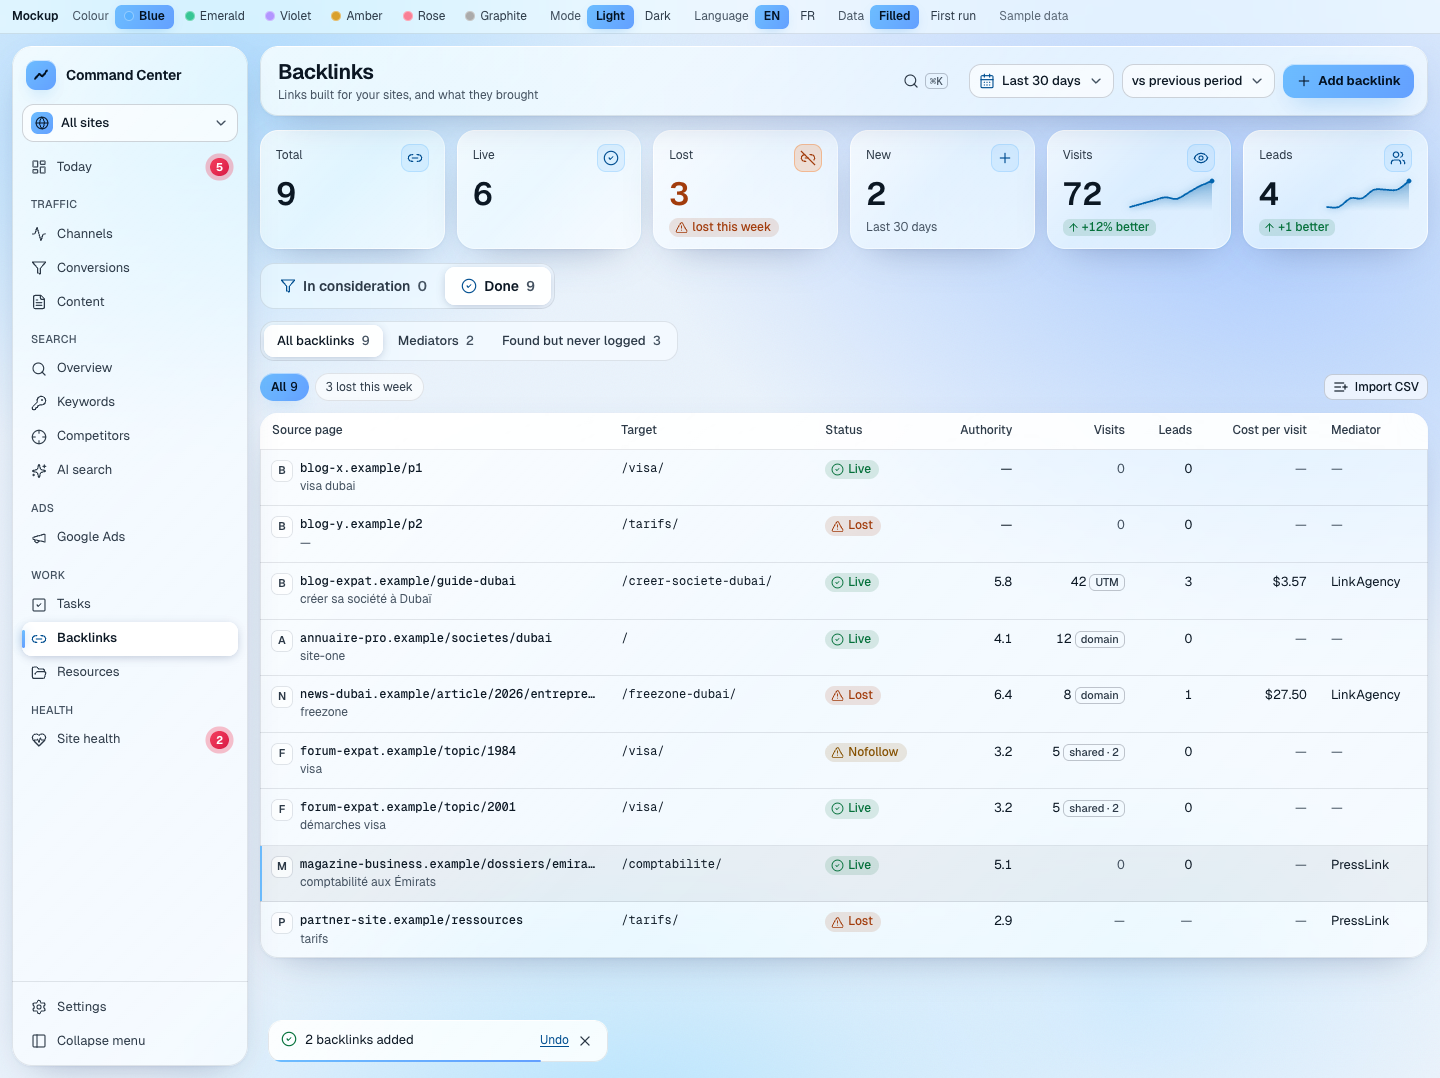 Mockup Colour Blue Emerald Violet Amber Rose Graphite Mode Light Dark Language EN FR Data Filled First run Sample data
Command Center
All sites
Today 5
TRAFFIC
Channels
Conversions
Content
SEARCH
Overview
Keywords
Competitors
AI search
ADS
Google Ads
WORK
Tasks
Backlinks
Resources
HEALTH
Site health 2
Settings
Collapse menu
Backlinks
Links built for your sites, and what they brought
⌘K
Last 30 days
vs previous period
Add backlink
Total
9
Live
6
Lost
3
lost this week
New
2
Last 30 days
Visits
72
↑ +12% better
Leads
4
↑ +1 better
In consideration 0 Done 9
All backlinks 9 Mediators 2 Found but never logged 3
All 9 3 lost this week
Import CSV
Source page Target Status Authority Visits Leads Cost per visit Mediator
B blog-x.example/p1 /visa/ Live — 0 0 — —
visa dubai
B blog-y.example/p2 /tarifs/ Lost — 0 0 — —
—
B blog-expat.example/guide-dubai /creer-societe-dubai/ Live 5.8 42 UTM 3 $3.57 LinkAgency
créer sa société à Dubaï
A annuaire-pro.example/societes/dubai / Live 4.1 12 domain 0 — —
site-one
N news-dubai.example/article/2026/entrepre… /freezone-dubai/ Lost 6.4 8 domain 1 $27.50 LinkAgency
freezone
F forum-expat.example/topic/1984 /visa/ Nofollow 3.2 5 shared · 2 0 — —
visa
F forum-expat.example/topic/2001 /visa/ Live 3.2 5 shared · 2 0 — —
démarches visa
M magazine-business.example/dossiers/emira… /comptabilite/ Live 5.1 0 0 — PressLink
comptabilité aux Émirats
P partner-site.example/ressources /tarifs/ Lost 2.9 — — — PressLink
tarifs
2 backlinks added Undo